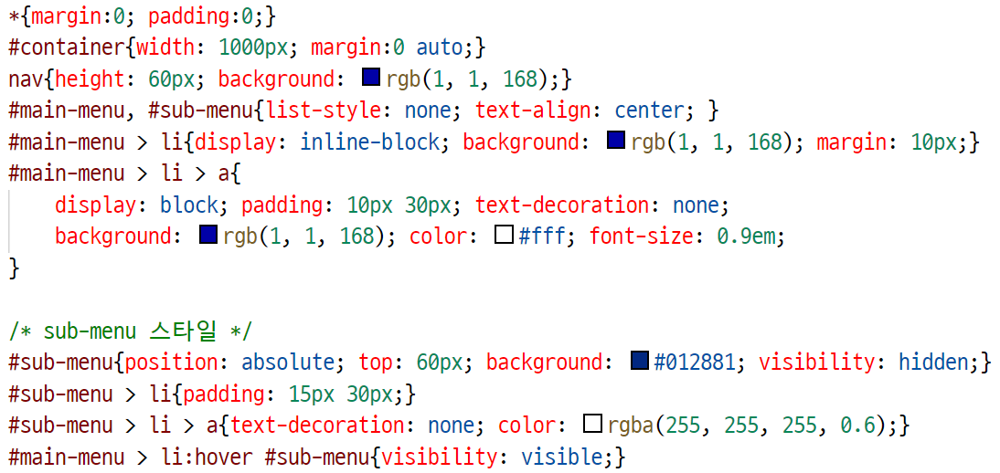 *{margin:0; padding:0;}
#container{width: 1000px; margin:0 auto;}
nav{height: 60px; background: rgb(1, 1, 168);}
#main-menu, #sub-menu{list-style: none; text-align: center; }
#main-menu > li{display: inline-block; background: rgb(1, 1, 168); margin: 10px;}
#main-menu > li > a{
    display: block; padding: 10px 30px; text-decoration: none;
    background: rgb(1, 1, 168); color: #fff; font-size: 0.9em;
}
/* sub-menu 스타일 */
#sub-menu{position: absolute; top: 60px; background: #012881; visibility: hidden;}
#sub-menu > li{padding: 15px 30px;}
#sub-menu > li > a{text-decoration: none; color: rgba(255, 255, 255, 0.6);}
#main-menu > li:hover #sub-menu{visibility: visible;}